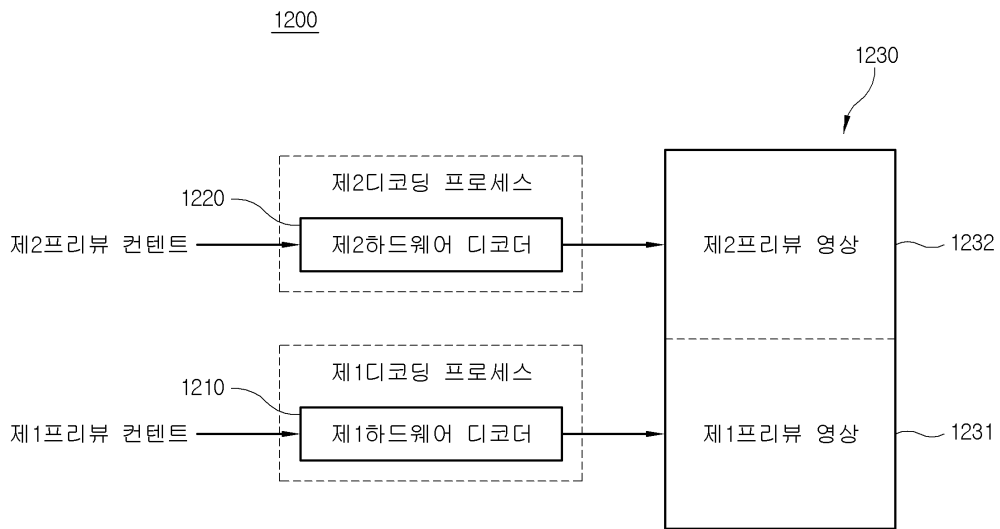 1200
1230
제2디코딩 프로세스
1220
제2프리뷰 컨텐트
제2하드웨어 디코더
제2프리뷰 영상
1232
제1디코딩 프로세스
1210
제1프리뷰 컨텐트
제1하드웨어 디코더
제1프리뷰 영상
1231